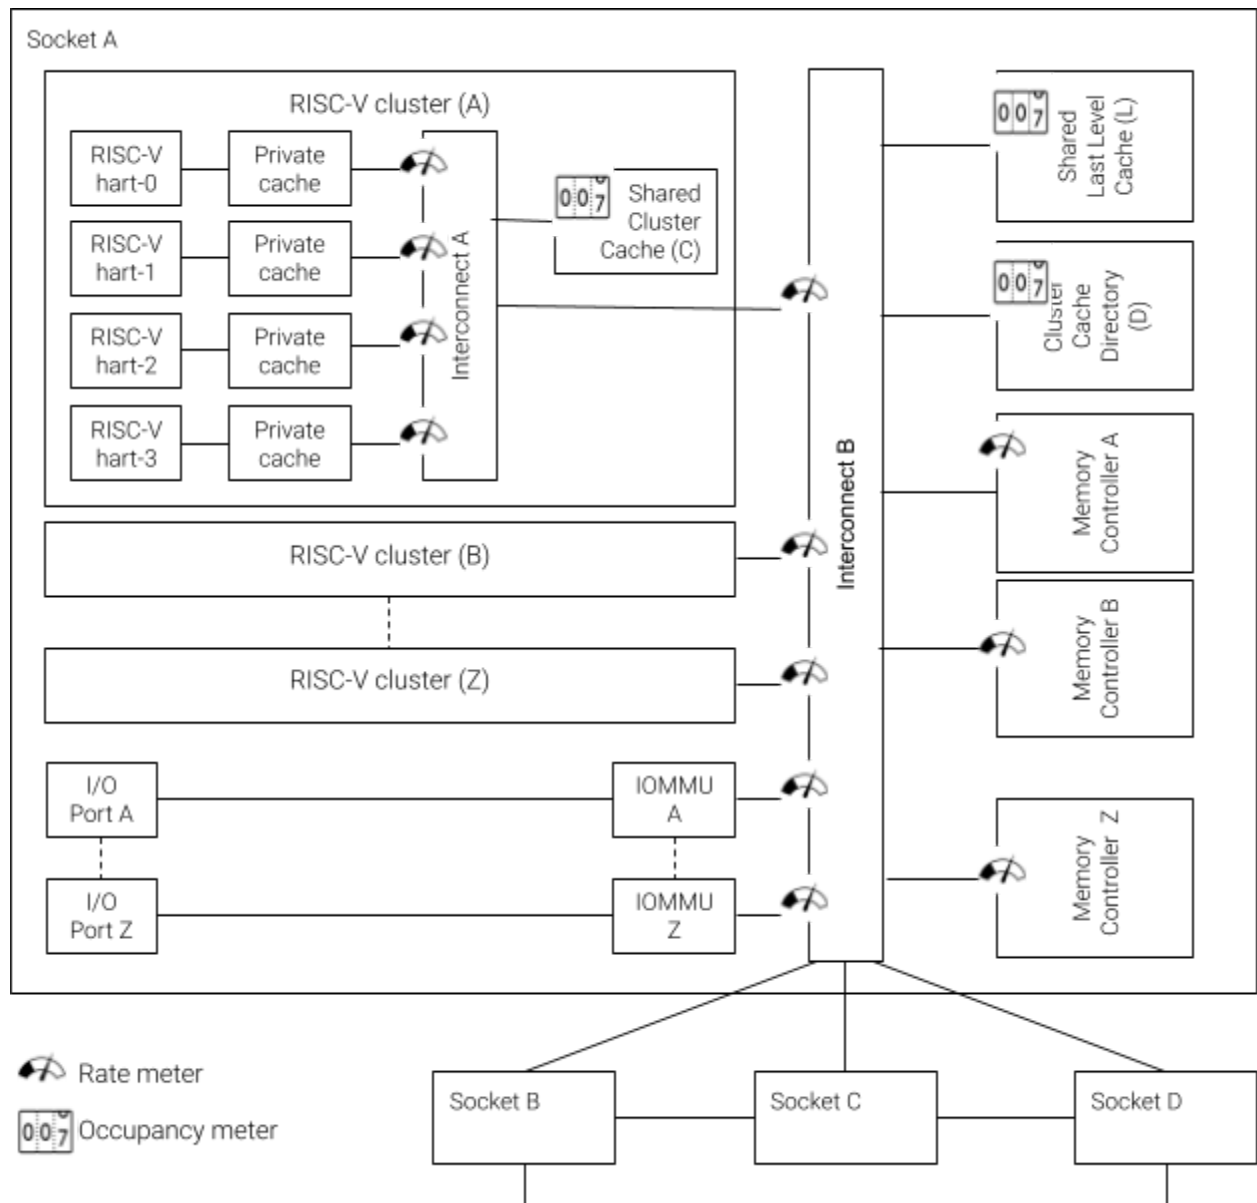 Socket A
RISC-V cluster (A)
RISC-V
hart-0
Private
cache
RISC-V
hart-1
Private
cache
RISC-V
hart-2
Private
cache
RISC-V
hart-3
Private
cache
Interconnect A
007
Shared
Cluster
Cache (C)
RISC-V cluster (B)
RISC-V cluster (Z)
I/O
Port A
IOMMU
A
I/O
Port Z
IOMMU
Z
Interconnect B
007
Shared
Last Level
Cache (L)
007
Cluster
Cache
Directory
(D)
Memory
Controller A
Memory
Controller B
Memory
Controller Z
Rate meter
007
Occupancy meter
Socket B
Socket C
Socket D